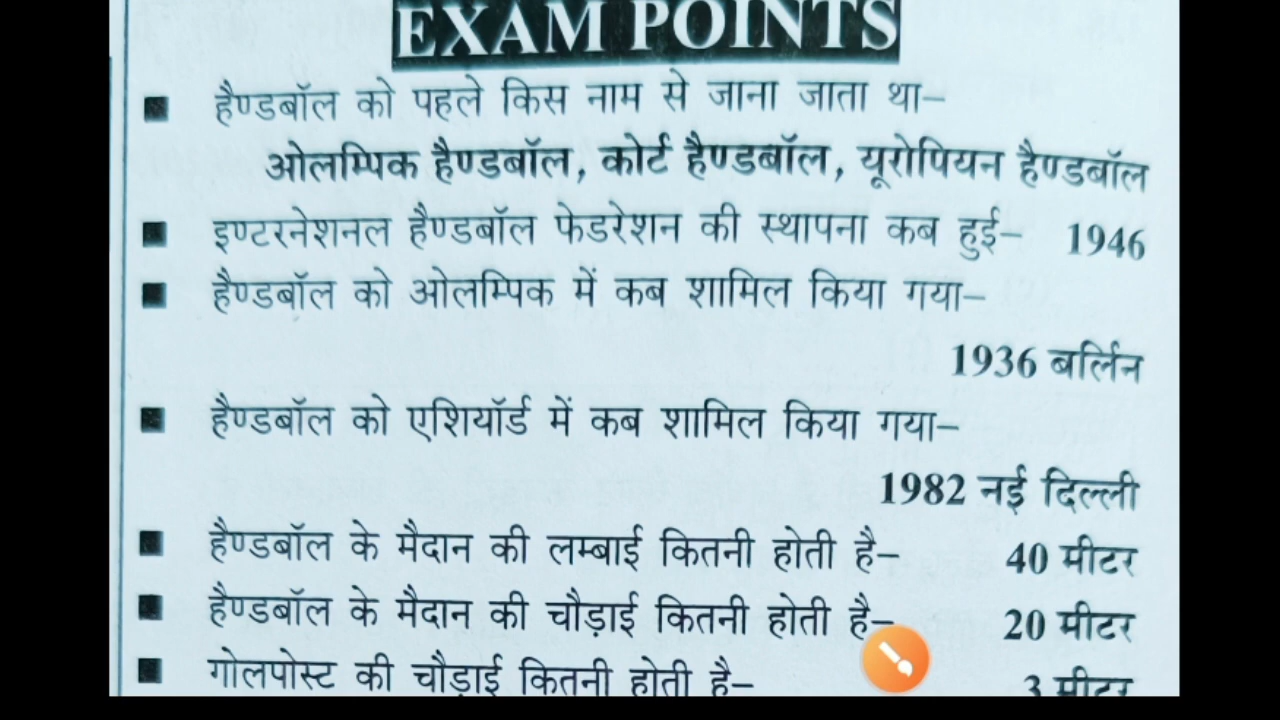 EXAM POINTS
■ हैण्डबॉल को पहले किस नाम से जाना जाता था–
ओलम्पिक हैण्डबॉल, कोर्ट हैण्डबॉल, यूरोपियन हैण्डबॉल
■ इण्टरनेशनल हैण्डबॉल फेडरेशन की स्थापना कब हुई– 1946
■ हैण्डबॉल को ओलम्पिक में कब शामिल किया गया–
1936 बर्लिन
■ हैण्डबॉल को एशियॉर्ड में कब शामिल किया गया–
1982 नई दिल्ली
■ हैण्डबॉल के मैदान की लम्बाई कितनी होती है– 40 मीटर
■ हैण्डबॉल के मैदान की चौड़ाई कितनी होती है– 20 मीटर
■ गोलपोस्ट की चौड़ाई कितनी होती है– 3 मीटर